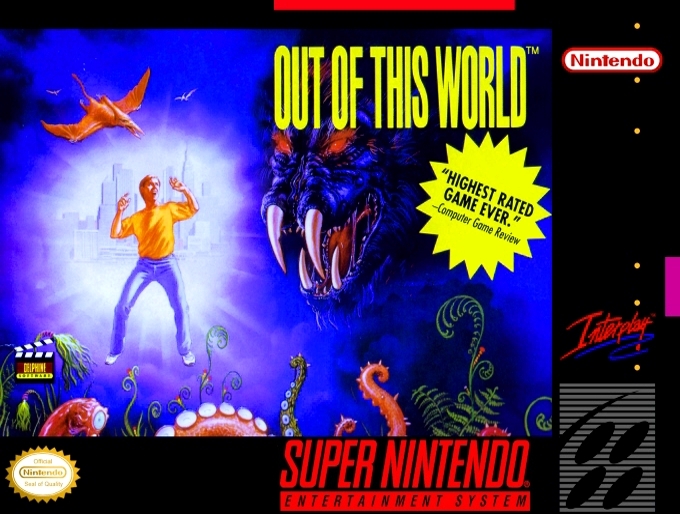 OUT OF THIS WORLD™
Nintendo
"HIGHEST RATED
GAME EVER."
–Computer Game Review
Interplay™
DELPHINE
SOFTWARE
Official
Nintendo
Seal of Quality
SUPER NINTENDO®
ENTERTAINMENT SYSTEM